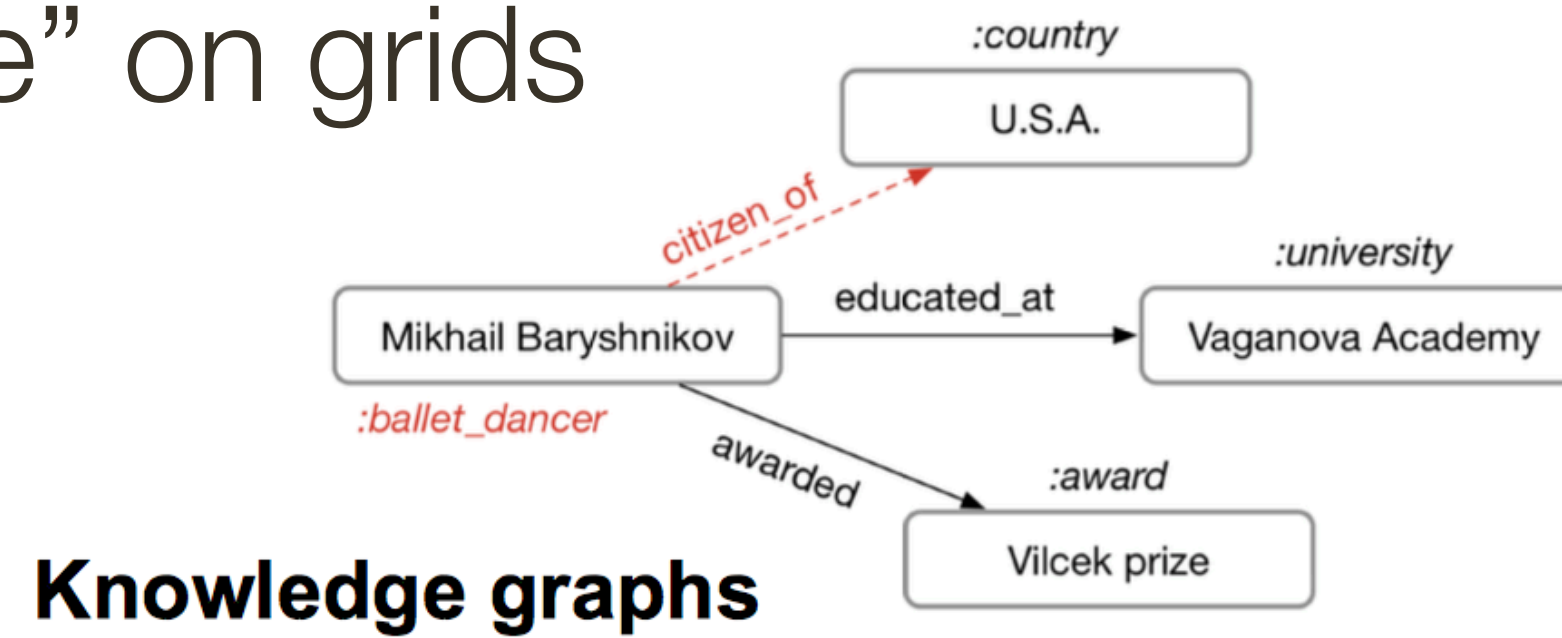 e” on grids
:country
U.S.A.
citizen_of
:university
educated_at
Mikhail Baryshnikov
Vaganova Academy
:ballet_dancer
awarded
:award
Vilcek prize
Knowledge graphs